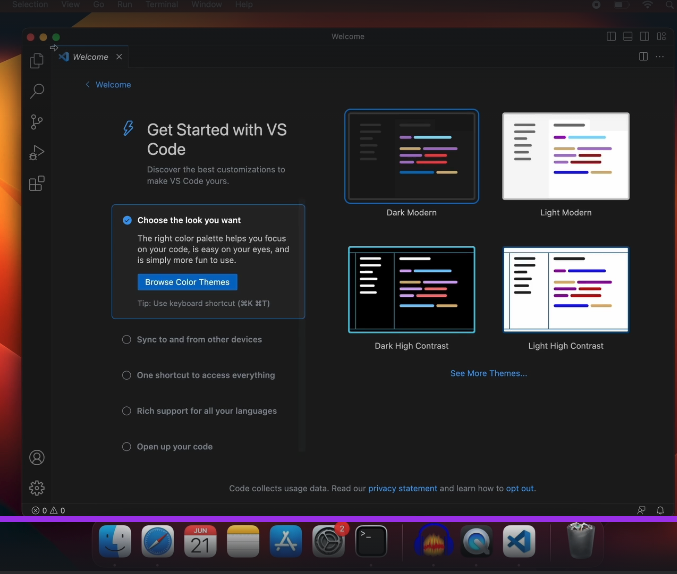 Selection View Go Run Terminal Window Help
Welcome
Welcome
Welcome
Get Started with VS
Code
Discover the best customizations to
make VS Code yours.
Choose the look you want
The right color palette helps you focus
on your code, is easy on your eyes, and
is simply more fun to use.
Browse Color Themes
Tip: Use keyboard shortcut (⌘K ⌘T)
Sync to and from other devices
One shortcut to access everything
Rich support for all your languages
Open up your code
Dark Modern
Light Modern
Dark High Contrast
Light High Contrast
See More Themes...
Code collects usage data. Read our privacy statement and learn how to opt out.
0 0
JUN
21
2
>_